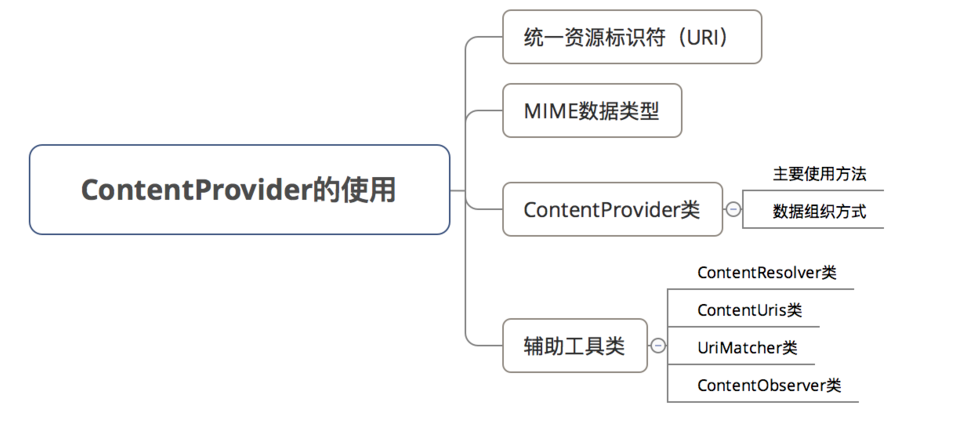 统一资源标识符（URI）
MIME数据类型
ContentProvider的使用
ContentProvider类
主要使用方法
数据组织方式
辅助工具类
ContentResolver类
ContentUris类
UriMatcher类
ContentObserver类